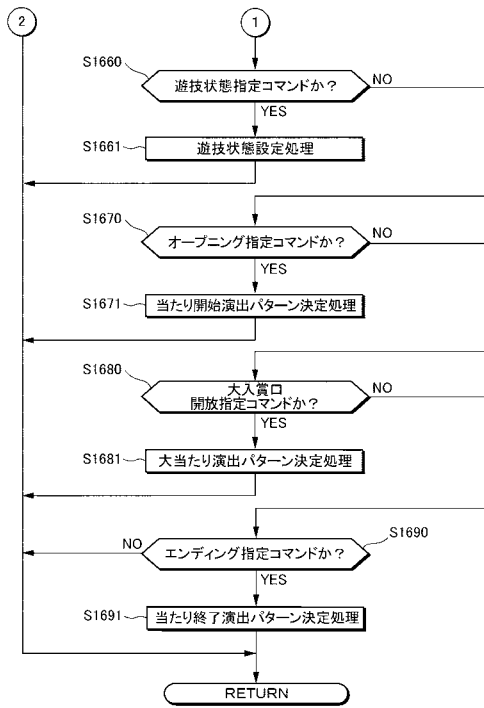 2
1
S1660
遊技状態指定コマンドか？
NO
YES
S1661
遊技状態設定処理
S1670
オープニング指定コマンドか？
NO
YES
S1671
当たり開始演出パターン決定処理
S1680
大入賞口
開放指定コマンドか？
NO
YES
S1681
大当たり演出パターン決定処理
S1690
NO
エンディング指定コマンドか？
YES
S1691
当たり終了演出パターン決定処理
RETURN